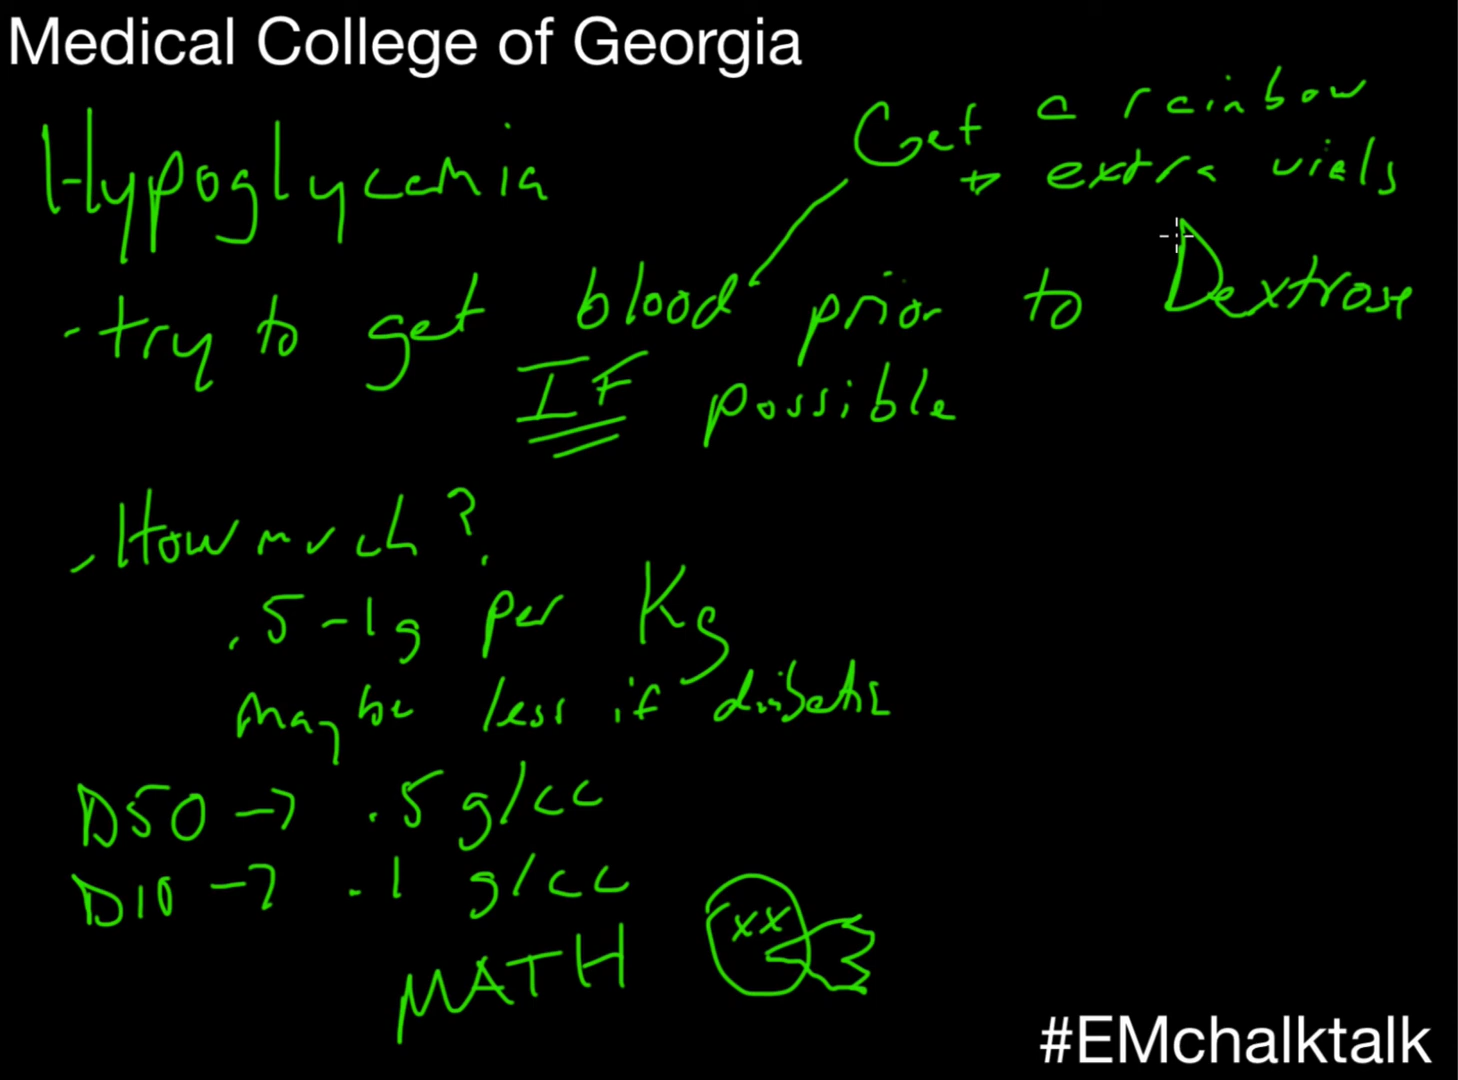 Medical College of Georgia
Hypoglycemia
Get a rainbow
+ extra vials
- try to get blood prior to Dextrose
IF possible
- How much?
.5-1g per Kg
maybe less if diabetic
D50 → .5 g/cc
D10 → .1 g/cc
MATH
xx
#EMchalktalk